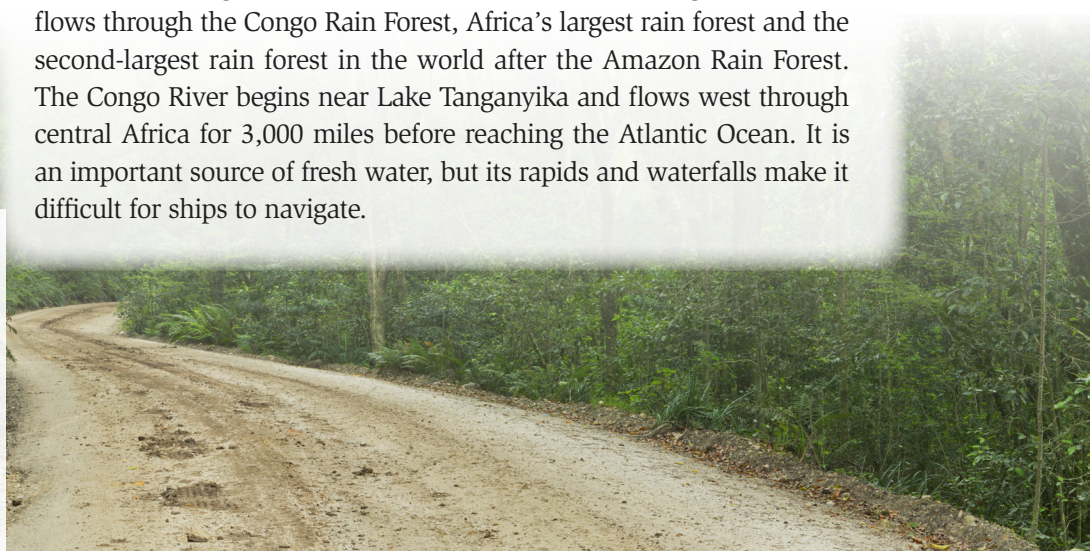 flows through the Congo Rain Forest, Africa’s largest rain forest and the
second-largest rain forest in the world after the Amazon Rain Forest.
The Congo River begins near Lake Tanganyika and flows west through
central Africa for 3,000 miles before reaching the Atlantic Ocean. It is
an important source of fresh water, but its rapids and waterfalls make it
difficult for ships to navigate.